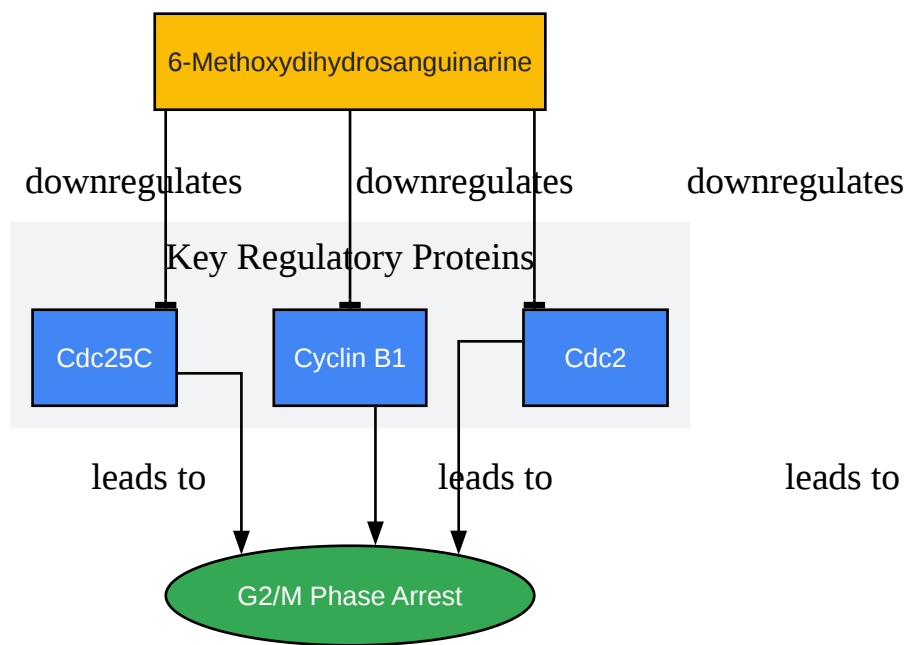 6-Methoxydihydrosanguinarine
downregulates
downregulates
downregulates
Key Regulatory Proteins
Cdc25C
Cyclin B1
Cdc2
leads to
leads to
leads to
G2/M Phase Arrest